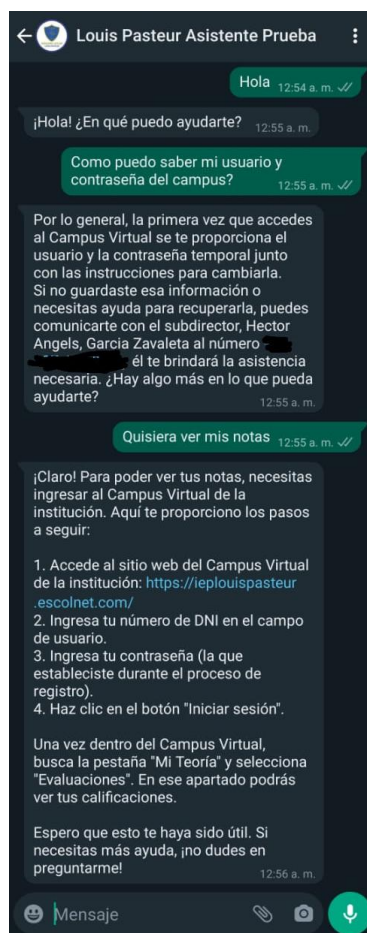 Louis Pasteur Asistente Prueba
Hola 12:54 a. m.
¡Hola! ¿En qué puedo ayudarte? 12:55 a. m.
Como puedo saber mi usuario y
contraseña del campus? 12:55 a. m.
Por lo general, la primera vez que accedes
al Campus Virtual se te proporciona el
usuario y la contraseña temporal junto
con las instrucciones para cambiarla.
Si no guardaste esa información o
necesitas ayuda para recuperarla, puedes
comunicarte con el subdirector, Hector
Angels, Garcia Zavaleta al número
él te brindará la asistencia
necesaria. ¿Hay algo más en lo que pueda
ayudarte? 12:55 a. m.
Quisiera ver mis notas 12:55 a. m.
¡Claro! Para poder ver tus notas, necesitas
ingresar al Campus Virtual de la
institución. Aquí te proporciono los pasos
a seguir:
1. Accede al sitio web del Campus Virtual
de la institución: https://ieplouispasteur
.escolnet.com/
2. Ingresa tu número de DNI en el campo
de usuario.
3. Ingresa tu contraseña (la que
estableciste durante el proceso de
registro).
4. Haz clic en el botón "Iniciar sesión".
Una vez dentro del Campus Virtual,
busca la pestaña "Mi Teoría" y selecciona
"Evaluaciones". En ese apartado podrás
ver tus calificaciones.
Espero que esto te haya sido útil. Si
necesitas más ayuda, ¡no dudes en
preguntarme! 12:56 a. m.
Mensaje